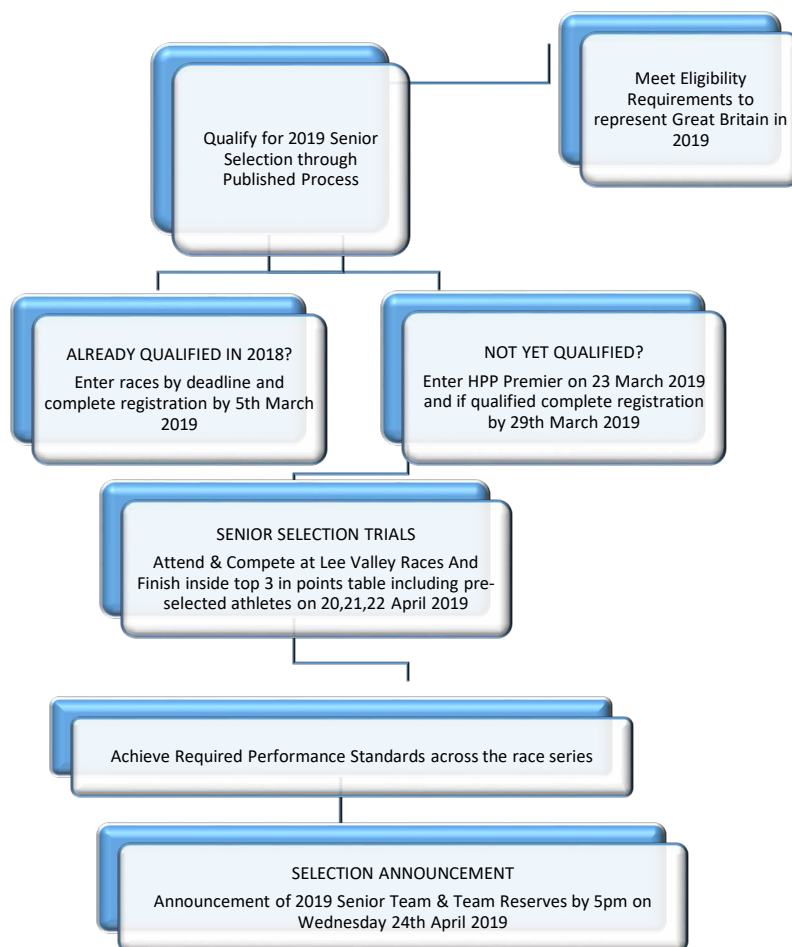 Meet Eligibility
Requirements to
represent Great Britain in
2019
Qualify for 2019 Senior
Selection through
Published Process
ALREADY QUALIFIED IN 2018?
Enter races by deadline and
complete registration by 5th March
2019
NOT YET QUALIFIED?
Enter HPP Premier on 23 March 2019
and if qualified complete registration
by 29th March 2019
SENIOR SELECTION TRIALS
Attend & Compete at Lee Valley Races And
Finish inside top 3 in points table including pre-
selected athletes on 20,21,22 April 2019
Achieve Required Performance Standards across the race series
SELECTION ANNOUNCEMENT
Announcement of 2019 Senior Team & Team Reserves by 5pm on
Wednesday 24th April 2019